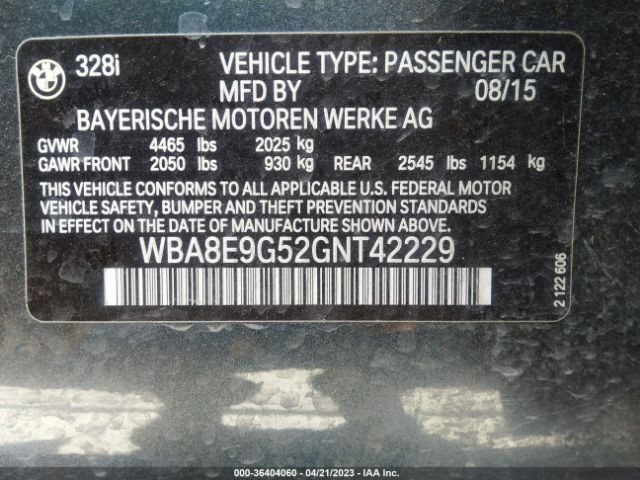 BMW 328i VEHICLE TYPE: PASSENGER CAR
MFD BY 08/15
BAYERISCHE MOTOREN WERKE AG
GVWR 4465 lbs 2025 kg
GAWR FRONT 2050 lbs 930 kg REAR 2545 lbs 1154 kg
THIS VEHICLE CONFORMS TO ALL APPLICABLE U.S. FEDERAL MOTOR
VEHICLE SAFETY, BUMPER AND THEFT PREVENTION STANDARDS
IN EFFECT ON THE DATE OF MANUFACTURE SHOWN ABOVE.
WBA8E9G52GNT42229
2 122 606
000-36404060 - 04/21/2023 - IAA Inc.